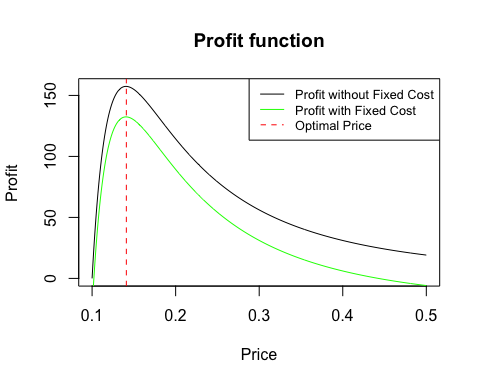 Profit function
Profit
150
100
50
0
Profit without Fixed Cost
Profit with Fixed Cost
Optimal Price
0.1 0.2 0.3 0.4 0.5
Price